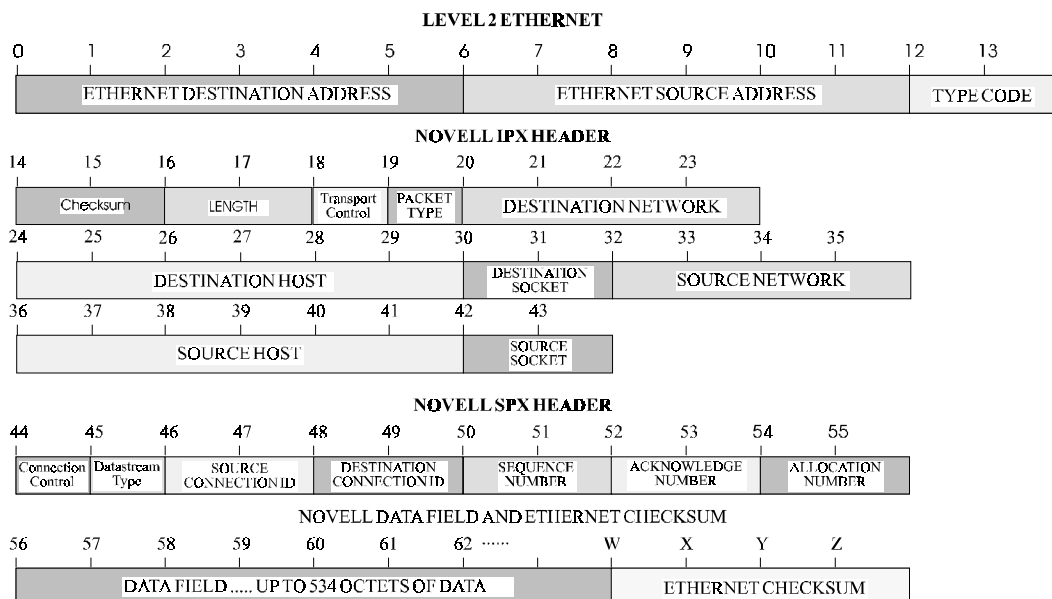 LEVEL 2 ETHERNET
0 1 2 3 4 5 6 7 8 9 10 11 12 13
ETHERNET DESTINATION ADDRESS ETHERNET SOURCE ADDRESS TYPE CODE
NOVELL IPX HEADER
14 15 16 17 18 19 20 21 22 23
Checksum LENGTH Transport Control PACKET TYPE DESTINATION NETWORK
24 25 26 27 28 29 30 31 32 33 34 35
DESTINATION HOST DESTINATION SOCKET SOURCE NETWORK
36 37 38 39 40 41 42 43
SOURCE HOST SOURCE SOCKET
NOVELL SPX HEADER
44 45 46 47 48 49 50 51 52 53 54 55
Connection Control Datastream Type SOURCE CONNECTION ID DESTINATION CONNECTION ID SEQUENCE NUMBER ACKNOWLEDGE NUMBER ALLOCATION NUMBER
NOVELL DATA FIELD AND ETHERNET CHECKSUM
56 57 58 59 60 61 62 ...... W X Y Z
DATA FIELD ..... UP TO 534 OCTETS OF DATA ETHERNET CHECKSUM